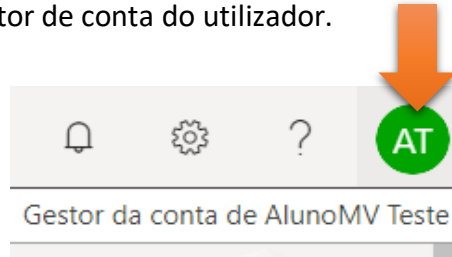 tor de conta do utilizador.
?
AT
Gestor da conta de AlunoMV Teste